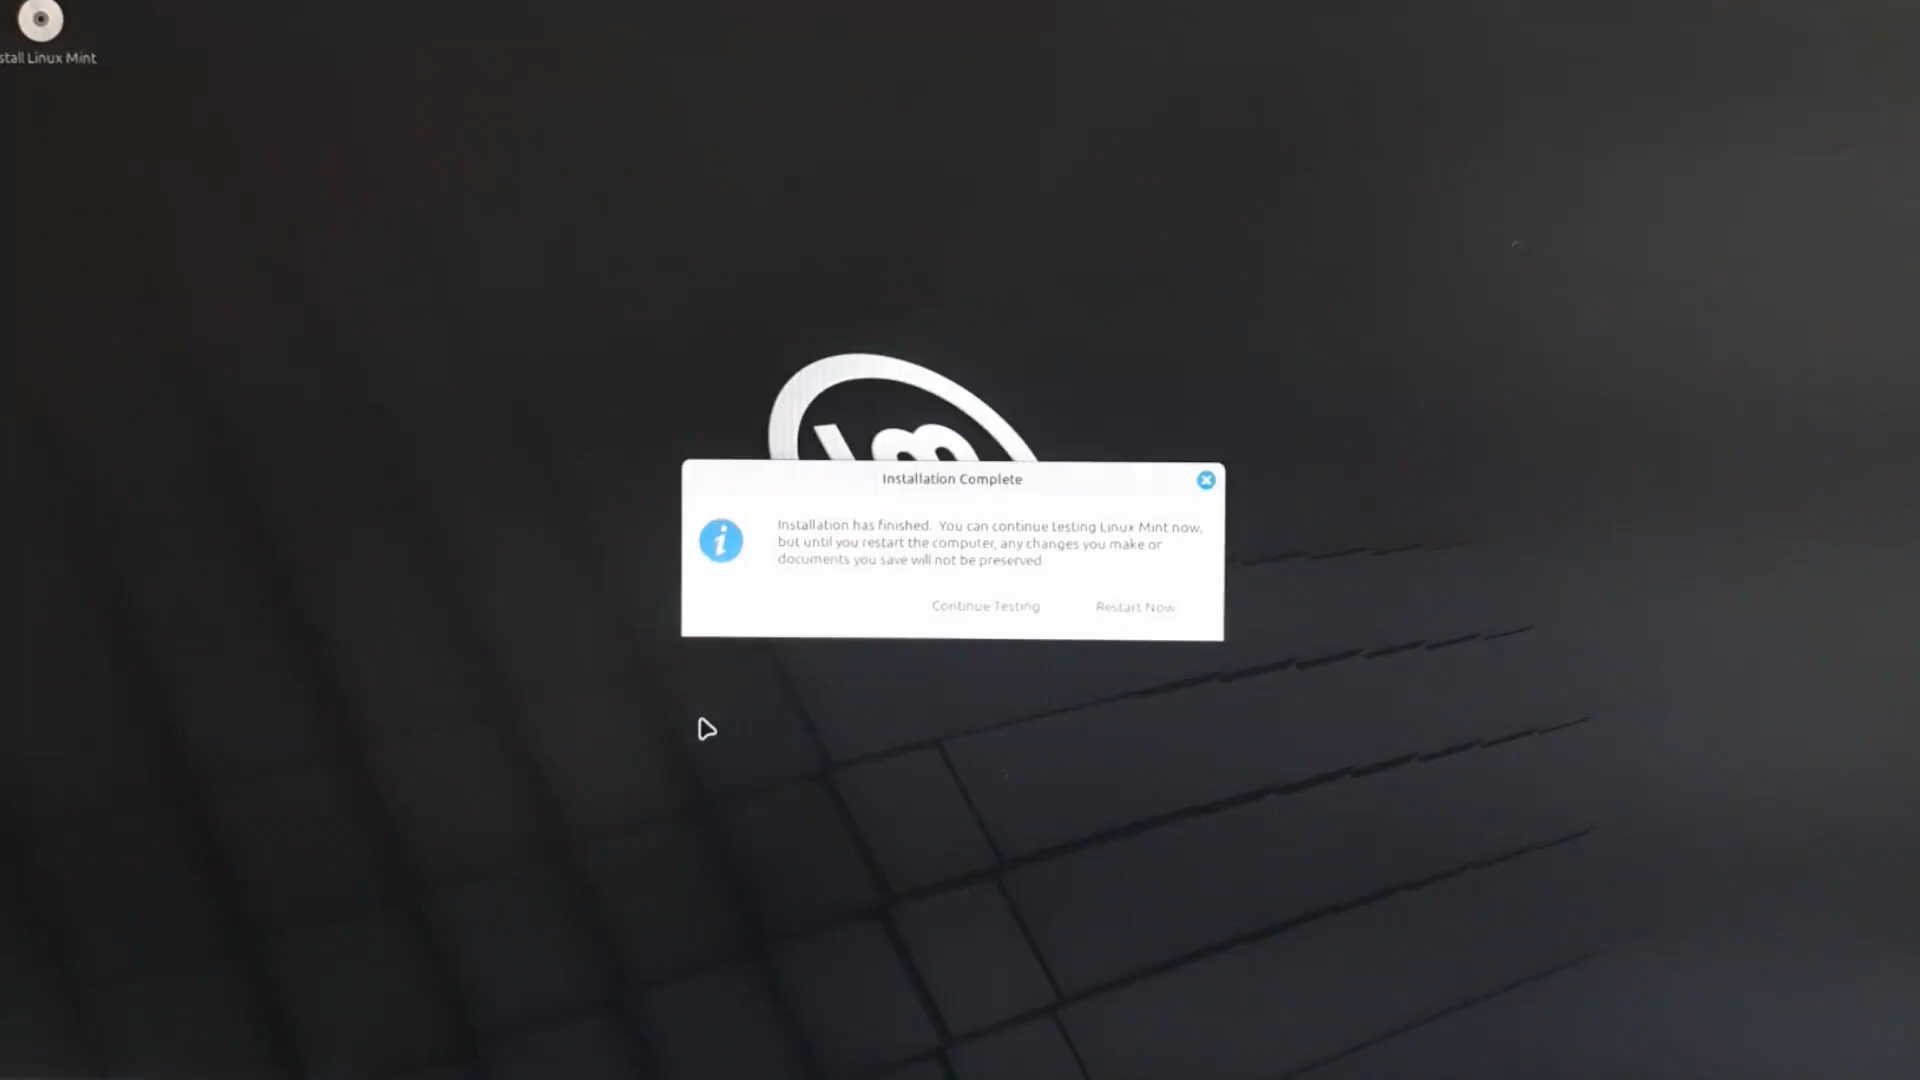 stall Linux Mint
lm
Installation Complete
i
Installation has finished. You can continue testing Linux Mint now,
but until you restart the computer, any changes you make or
documents you save will not be preserved.
Continue Testing
Restart Now